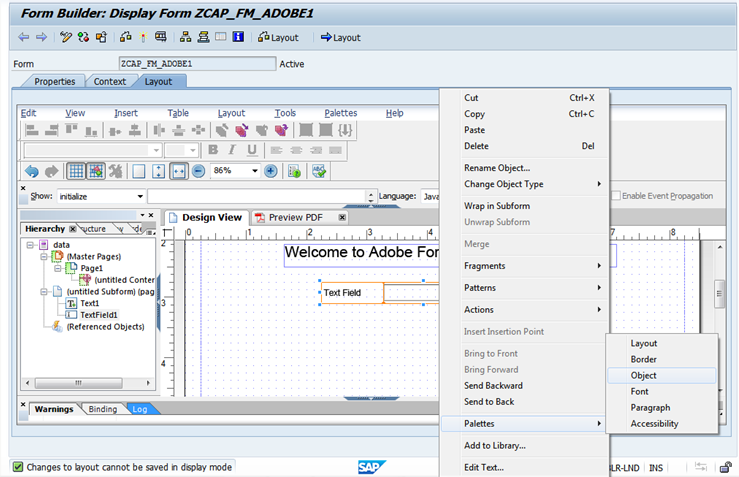 Form Builder: Display Form ZCAP_FM_ADOBE1
Layout
Layout
Form
ZCAP_FM_ADOBE1
Active
Properties
Context
Layout
Edit
View
Insert
Table
Layout
Tools
Palettes
Help
B I U
86%
Show:
initialize
Language:
Java
Enable Event Propagation
Hierarchy
Design View
Preview PDF
data
(Master Pages)
Page1
(untitled Conter
(untitled Subform) (pag
Text1
TextField1
(Referenced Objects)
0 1 2 3 4 7 8
2
3
4
Welcome to Adobe For
Text Field
Cut Ctrl+X
Copy Ctrl+C
Paste
Delete Del
Rename Object...
Change Object Type
Wrap in Subform
Unwrap Subform
Merge
Fragments
Patterns
Actions
Insert Insertion Point
Bring to Front
Bring Forward
Send Backward
Send to Back
Palettes
Add to Library...
Edit Text...
Layout
Border
Object
Font
Paragraph
Accessibility
Warnings
Binding
Log
Changes to layout cannot be saved in display mode
SAP
LR-LND
INS